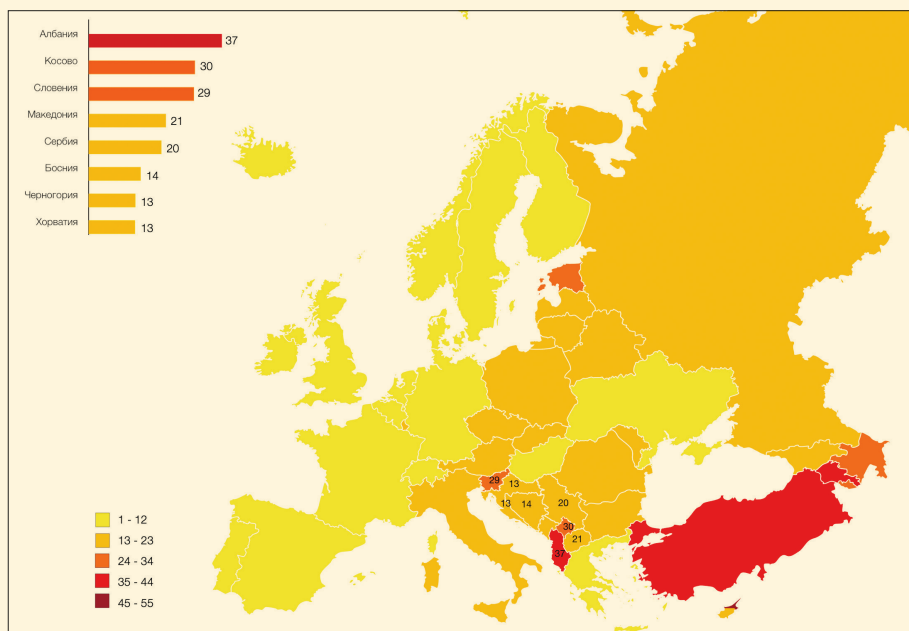 Албания 37
Косово 30
Словения 29
Македония 21
Сербия 20
Босния 14
Черногория 13
Хорватия 13
29
13
13
14
20
30
21
37
1 - 12
13 - 23
24 - 34
35 - 44
45 - 55